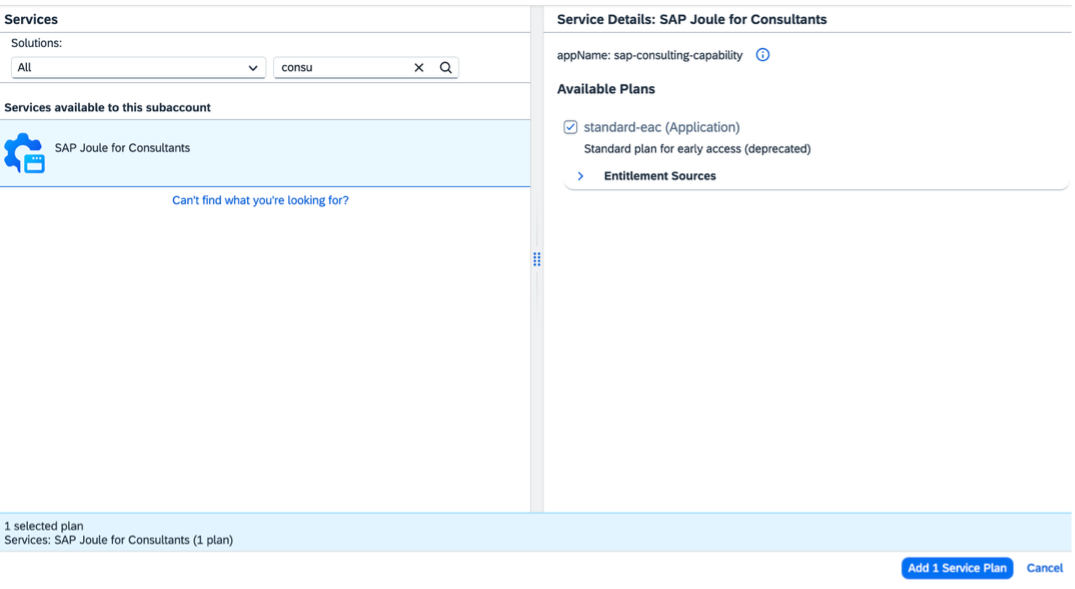 Services
Solutions:
All
consu
Services available to this subaccount
SAP Joule for Consultants
Can't find what you're looking for?
Service Details: SAP Joule for Consultants
appName: sap-consulting-capability
Available Plans
standard-eac (Application)
Standard plan for early access (deprecated)
Entitlement Sources
1 selected plan
Services: SAP Joule for Consultants (1 plan)
Add 1 Service Plan
Cancel